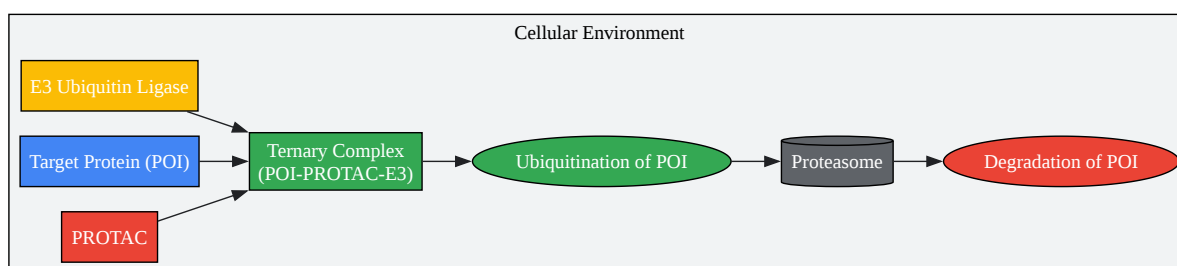 Cellular Environment
E3 Ubiquitin Ligase
Target Protein (POI)
PROTAC
Ternary Complex
(POI-PROTAC-E3)
Ubiquitination of POI
Proteasome
Degradation of POI